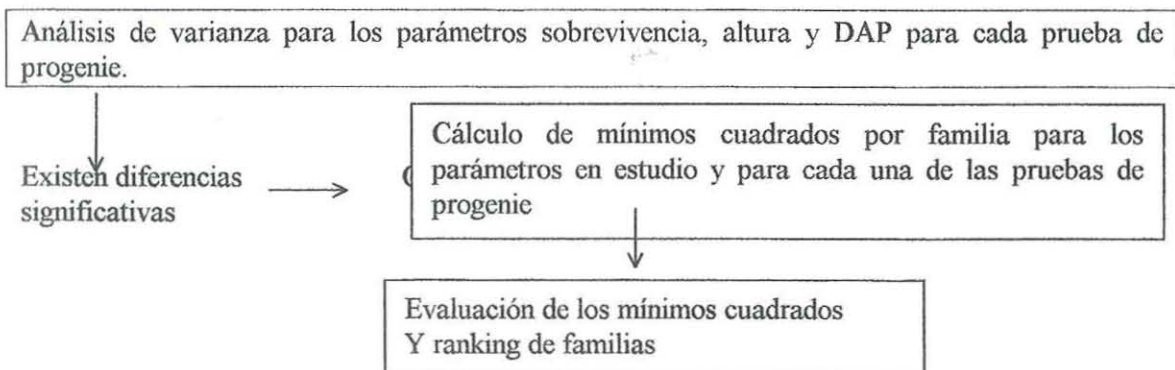 Análisis de varianza para los parámetros sobrevivencia, altura y DAP para cada prueba de
progenie.
Cálculo de mínimos cuadrados por familia para los
parámetros en estudio y para cada una de las pruebas de
progenie
Existen diferencias
significativas
Evaluación de los mínimos cuadrados
Y ranking de familias